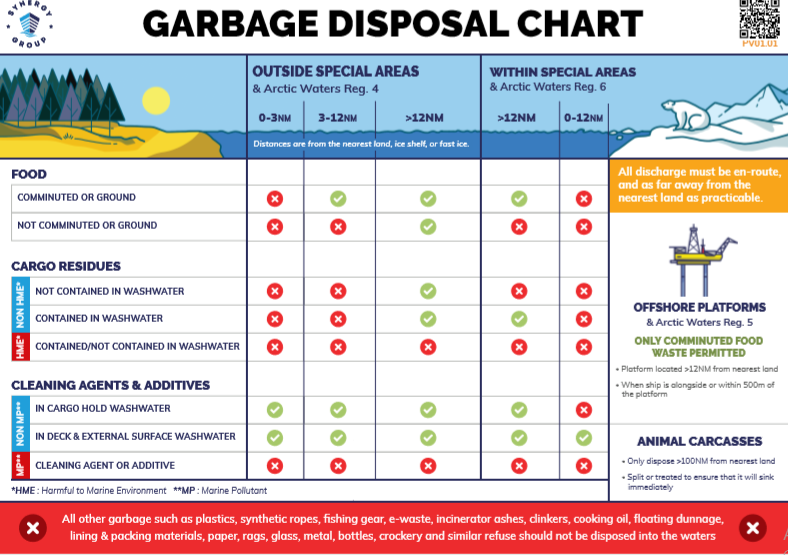 SYNERGY GROUP
GARBAGE DISPOSAL CHART
PV01.01
OUTSIDE SPECIAL AREAS
& Arctic Waters Reg. 4
WITHIN SPECIAL AREAS
& Arctic Waters Reg. 6
0-3NM 3-12NM >12NM >12NM 0-12NM
Distances are from the nearest land, ice shelf, or fast ice.
FOOD
COMMINUTED OR GROUND
NOT COMMINUTED OR GROUND
CARGO RESIDUES
NON HME*
NOT CONTAINED IN WASHWATER
CONTAINED IN WASHWATER
HME*
CONTAINED/NOT CONTAINED IN WASHWATER
CLEANING AGENTS & ADDITIVES
NON MP**
IN CARGO HOLD WASHWATER
IN DECK & EXTERNAL SURFACE WASHWATER
MP**
CLEANING AGENT OR ADDITIVE
*HME : Harmful to Marine Environment **MP : Marine Pollutant
All discharge must be en-route,
and as far away from the
nearest land as practicable.
OFFSHORE PLATFORMS
& Arctic Waters Reg. 5
ONLY COMMINUTED FOOD
WASTE PERMITTED
• Platform located >12NM from nearest land
• When ship is alongside or within 500m of
the platform
ANIMAL CARCASSES
• Only dispose >100NM from nearest land
• Split or treated to ensure that it will sink
immediately
All other garbage such as plastics, synthetic ropes, fishing gear, e-waste, incinerator ashes, clinkers, cooking oil, floating dunnage,
lining & packing materials, paper, rags, glass, metal, bottles, crockery and similar refuse should not be disposed into the waters